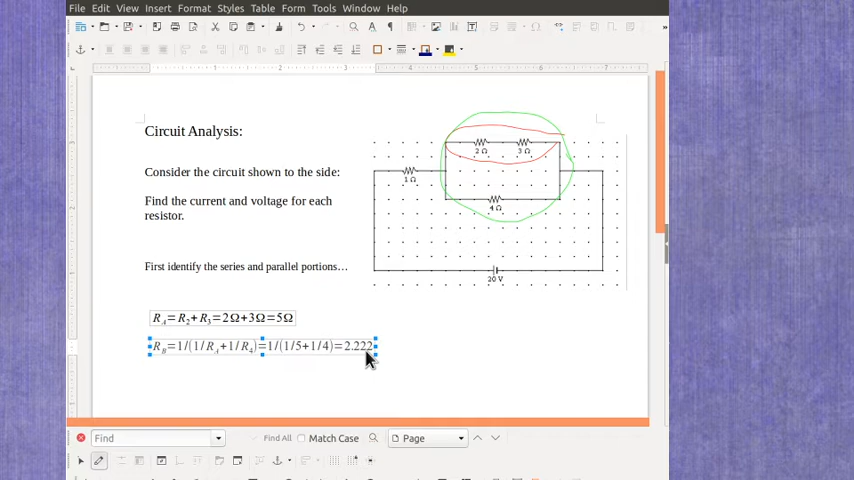 File Edit View Insert Format Styles Table Form Tools Window Help
Circuit Analysis:
Consider the circuit shown to the side:
Find the current and voltage for each
resistor.
First identify the series and parallel portions…
2 Ω 3 Ω
1 Ω
4 Ω
20 V
R_A=R_2+R_3=2Ω+3Ω=5Ω
R_B=1/(1/R_A+1/R_4)=1/(1/5+1/4)=2.222
Find Find All Match Case Page